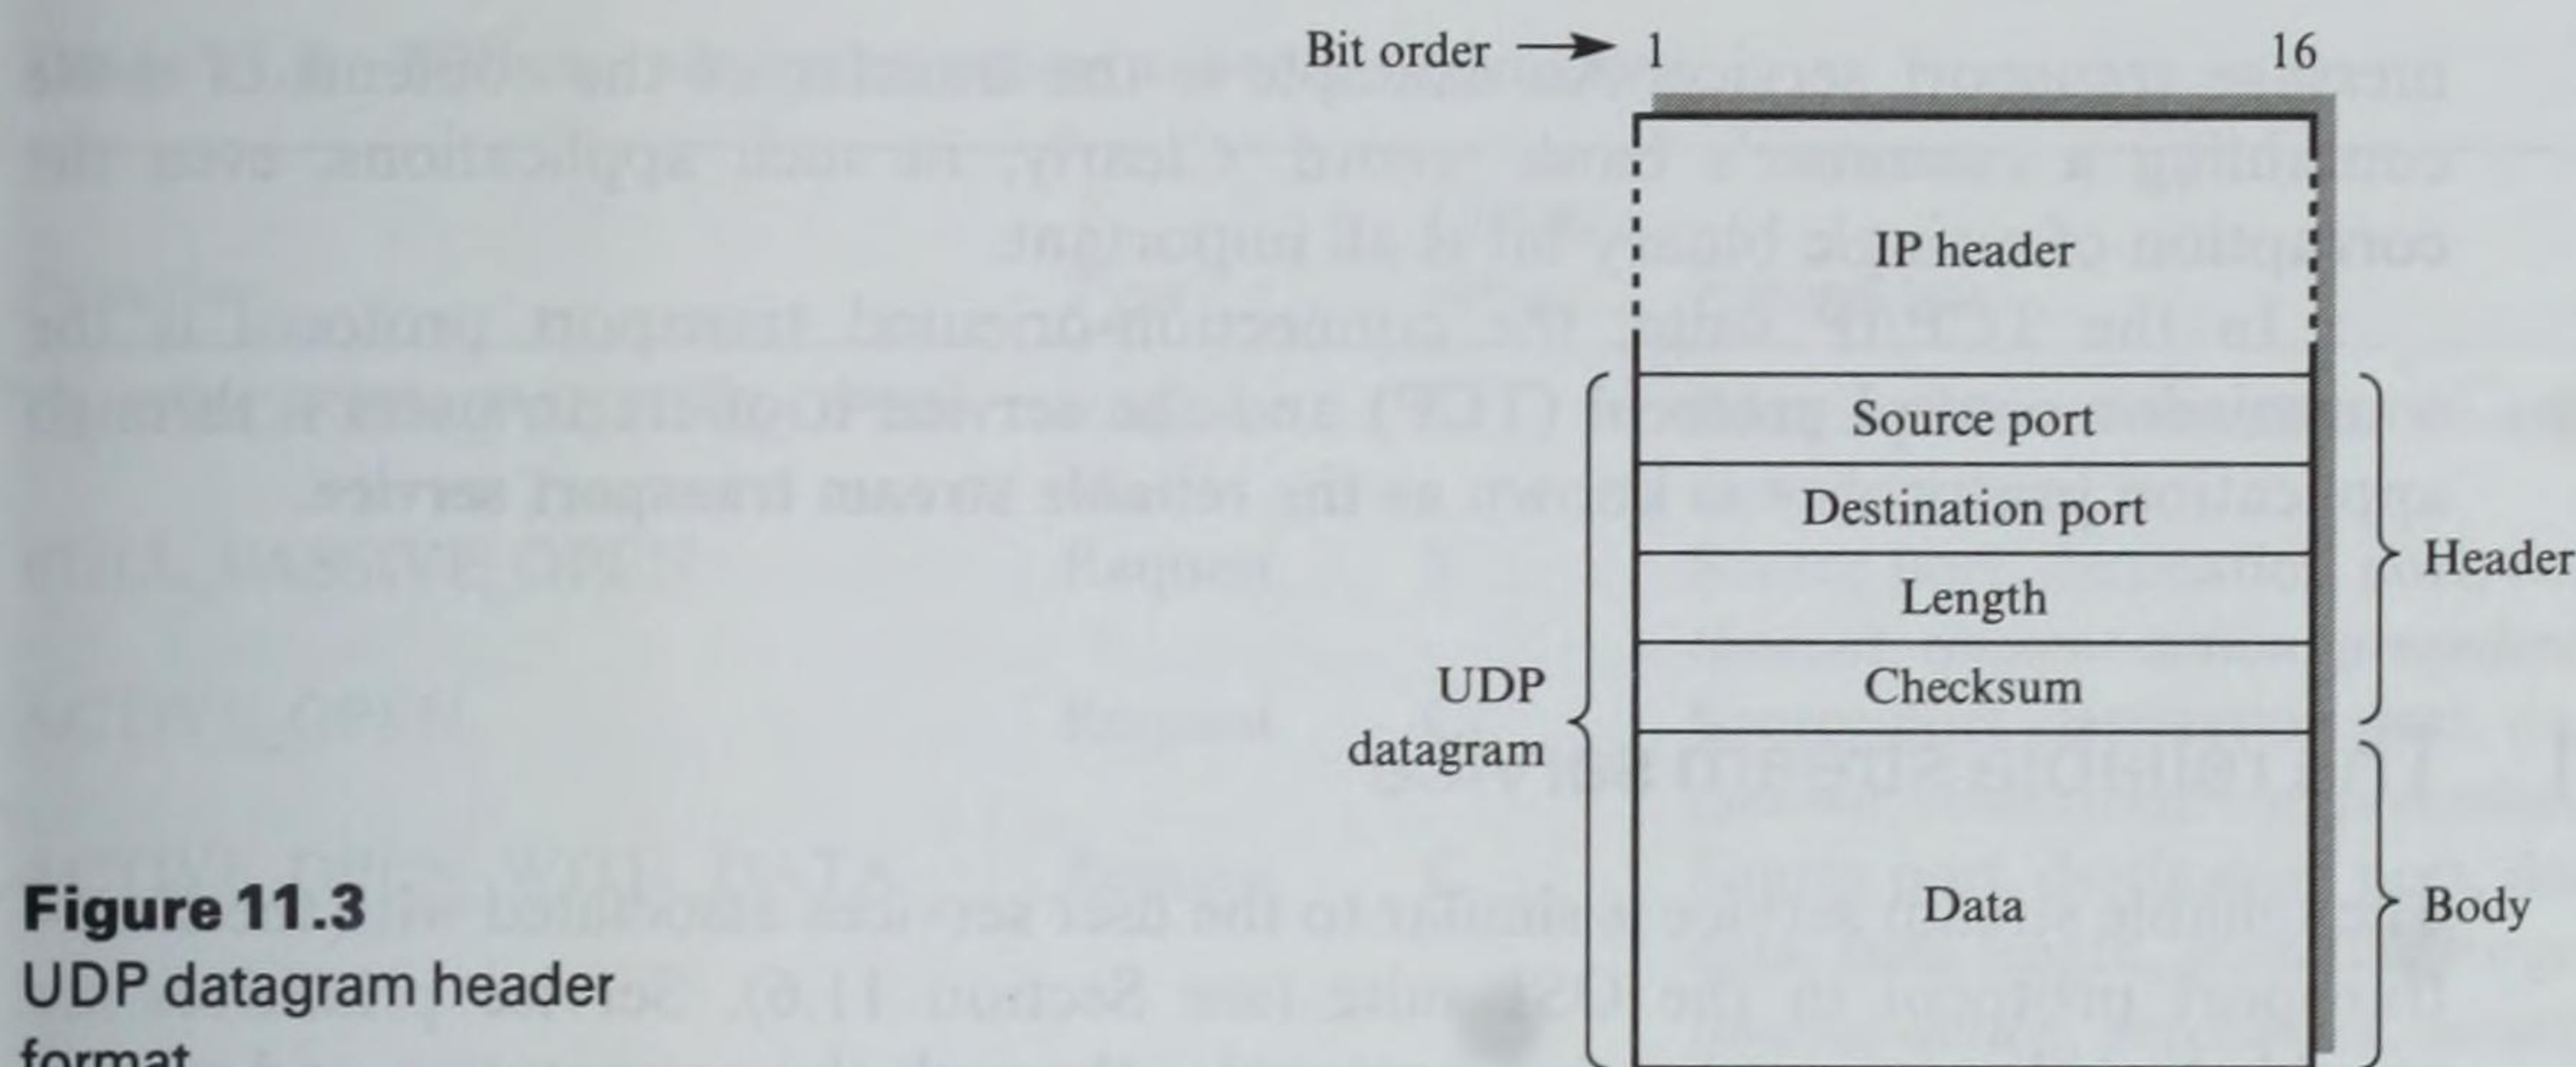 Bit order 1 16
IP header
Source port
Destination port
Length
Checksum
Data
UDP
datagram
Header
Body
Figure 11.3
UDP datagram header
format